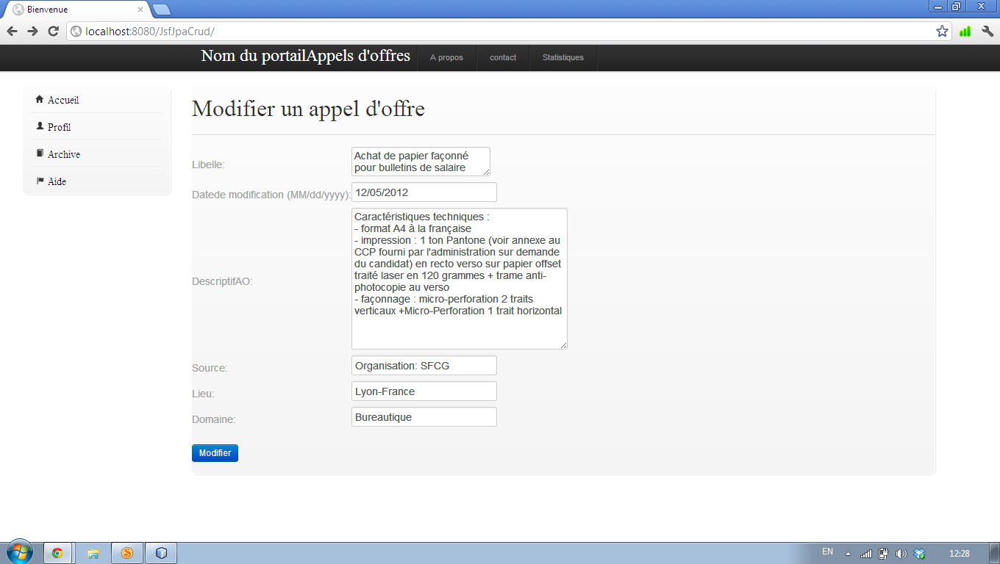 Bienvenue
localhost:8080/JsfJpaCrud/
Nom du portailAppels d'offres A propos contact Statistiques
Accueil
Profil
Archive
Aide
Modifier un appel d'offre
Libelle:
Achat de papier façonné
pour bulletins de salaire
Datede modification (MM/dd/yyyy): 12/05/2012
DescriptifAO:
Caractéristiques techniques :
- format A4 à la française
- impression : 1 ton Pantone (voir annexe au
CCP fourni par l'administration sur demande
du candidat) en recto verso sur papier offset
traité laser en 120 grammes + trame anti-
photocopie au verso
- façonnage : micro-perforation 2 traits
verticaux +Micro-Perforation 1 trait horizontal
Source: Organisation: SFCG
Lieu: Lyon-France
Domaine: Bureautique
Modifier
EN 12:28